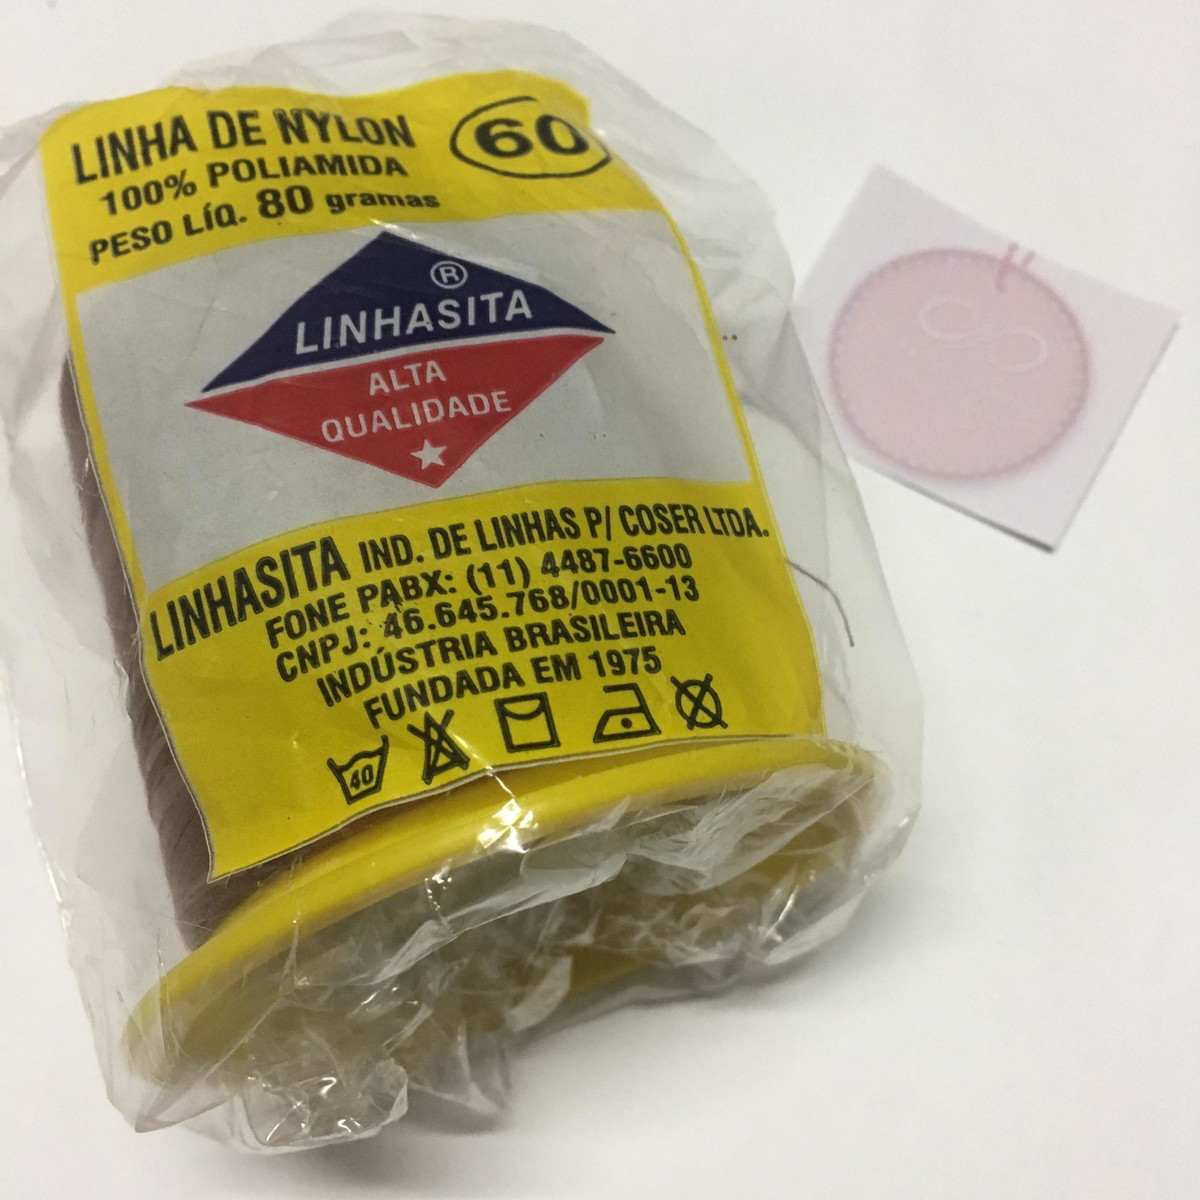 LINHA DE NYLON
60
100% POLIAMIDA
PESO LÍQ. 80 gramas
®
LINHASITA
ALTA
QUALIDADE
LINHASITA IND. DE LINHAS P/ COSER LTDA.
FONE PABX: (11) 4487-6600
CNPJ: 46.645.768/0001-13
INDÚSTRIA BRASILEIRA
FUNDADA EM 1975
40